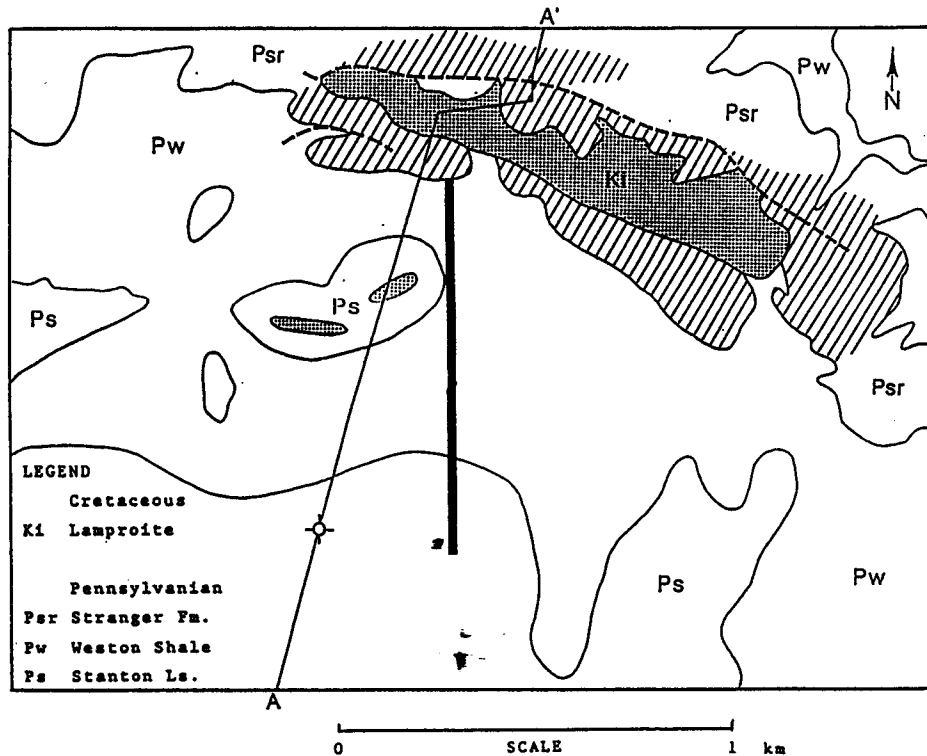 A'
Psr
Pw
N
Psr
Pw
Ki
Ps
Ps
Psr
LEGEND
Cretaceous
Ki Lamproite
Pennsylvanian
Psr Stranger Fm.
Pw Weston Shale
Ps Stanton Ls.
Ps
Pw
A
0 SCALE 1 km